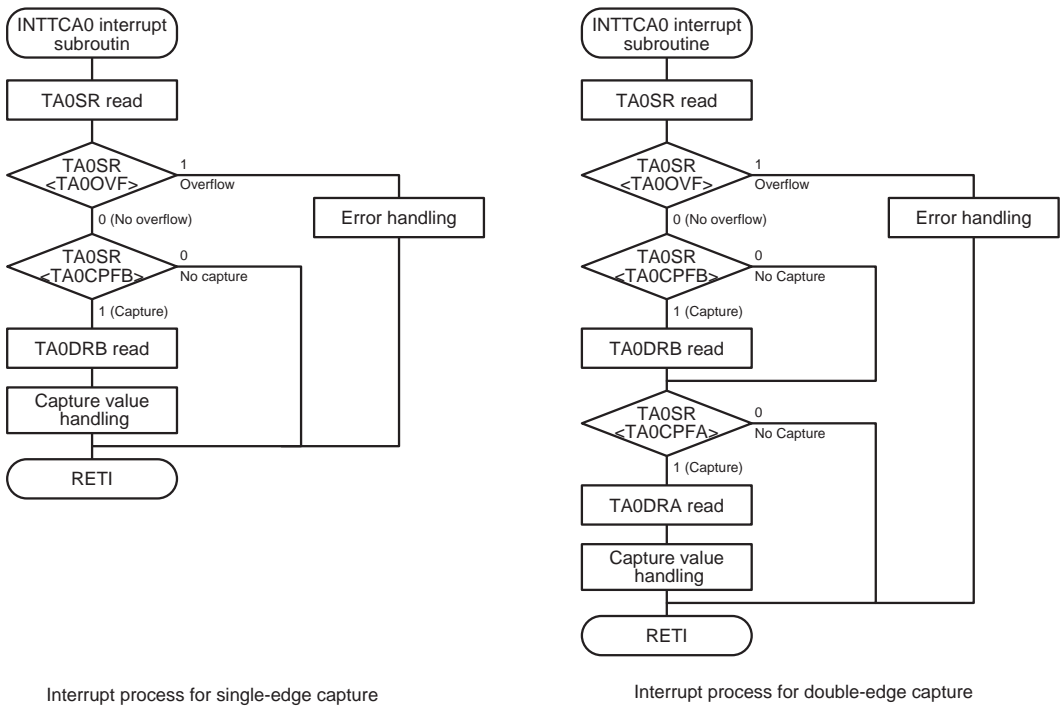 INTTCA0 interrupt
subroutin
TA0SR read
TA0SR
<TA0OVF>
1
Overflow
0 (No overflow)
Error handling
TA0SR
<TA0CPFB>
0
No capture
1 (Capture)
TA0DRB read
Capture value
handling
RETI
Interrupt process for single-edge capture
INTTCA0 interrupt
subroutine
TA0SR read
TA0SR
<TA0OVF>
1
Overflow
0 (No overflow)
Error handling
TA0SR
<TA0CPFB>
0
No Capture
1 (Capture)
TA0DRB read
TA0SR
<TA0CPFA>
0
No Capture
1 (Capture)
TA0DRA read
Capture value
handling
RETI
Interrupt process for double-edge capture